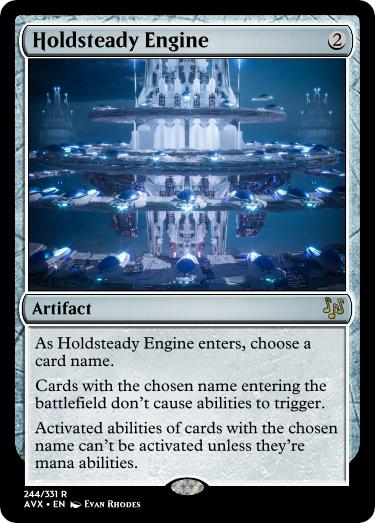 Holdsteady Engine 2
Artifact
As Holdsteady Engine enters, choose a
card name.
Cards with the chosen name entering the
battlefield don't cause abilities to trigger.
Activated abilities of cards with the chosen
name can't be activated unless they're
mana abilities.
244/331 R
AVX • EN Evan Rhodes